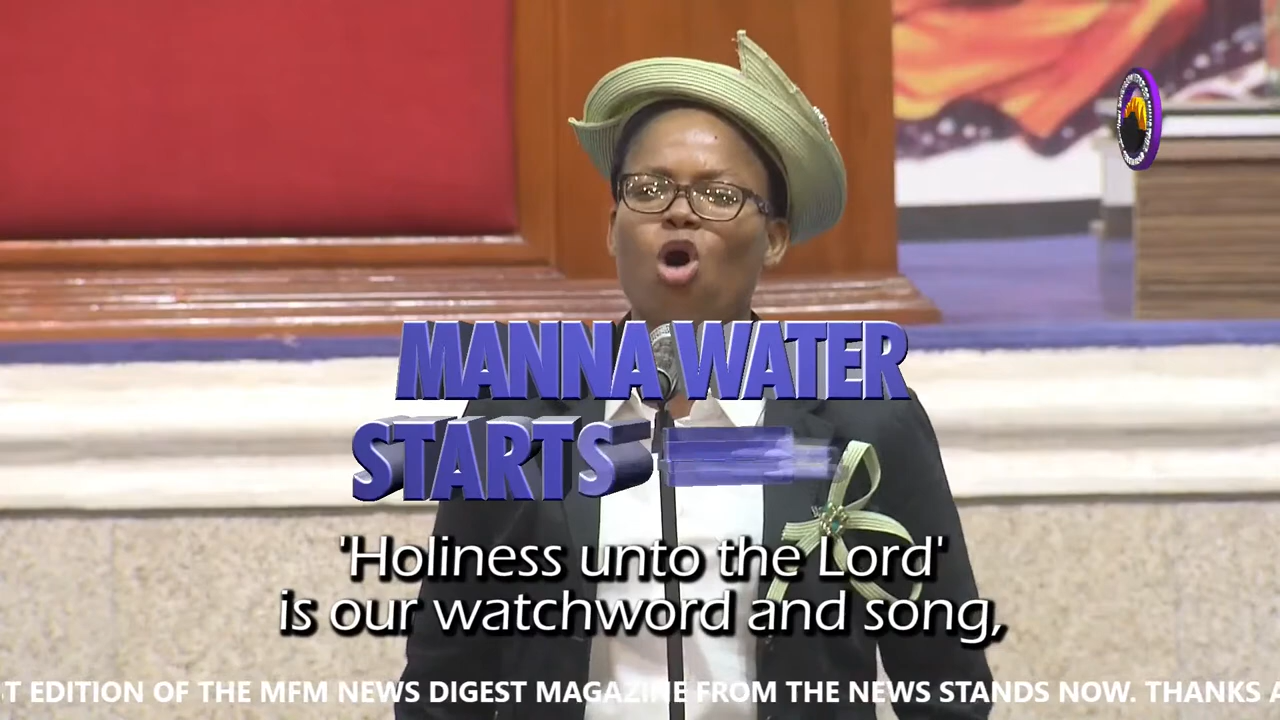 MANNA WATER
STARTS
'Holiness unto the Lord'
is our watchword and song,
T EDITION OF THE MFM NEWS DIGEST MAGAZINE FROM THE NEWS STANDS NOW. THANKS